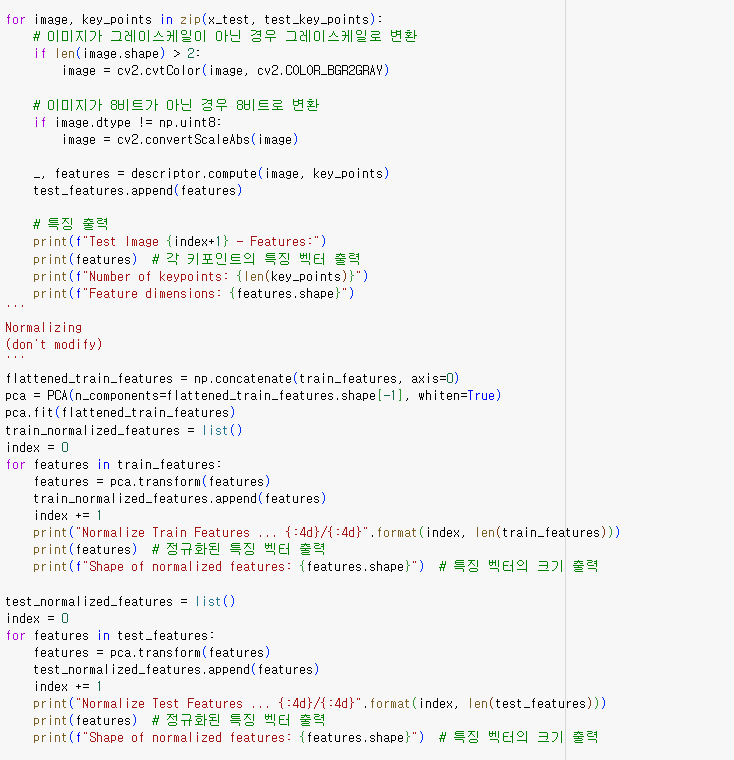 for image, key_points in zip(x_test, test_key_points):
    # 이미지가 그레이스케일이 아닌 경우 그레이스케일로 변환
    if len(image.shape) > 2:
        image = cv2.cvtColor(image, cv2.COLOR_BGR2GRAY)

    # 이미지가 8비트가 아닌 경우 8비트로 변환
    if image.dtype != np.uint8:
        image = cv2.convertScaleAbs(image)

    _, features = descriptor.compute(image, key_points)
    test_features.append(features)

    # 특징 출력
    print(f"Test Image {index+1} - Features:")
    print(features)  # 각 키포인트의 특징 벡터 출력
    print(f"Number of keypoints: {len(key_points)}")
    print(f"Feature dimensions: {features.shape}")
'''
Normalizing
(don't modify)
'''
flattened_train_features = np.concatenate(train_features, axis=0)
pca = PCA(n_components=flattened_train_features.shape[-1], whiten=True)
pca.fit(flattened_train_features)
train_normalized_features = list()
index = 0
for features in train_features:
    features = pca.transform(features)
    train_normalized_features.append(features)
    index += 1
    print("Normalize Train Features ... {:4d}/{:4d}".format(index, len(train_features)))
    print(features)  # 정규화된 특징 벡터 출력
    print(f"Shape of normalized features: {features.shape}")  # 특징 벡터의 크기 출력

test_normalized_features = list()
index = 0
for features in test_features:
    features = pca.transform(features)
    test_normalized_features.append(features)
    index += 1
    print("Normalize Test Features ... {:4d}/{:4d}".format(index, len(test_features)))
    print(features)  # 정규화된 특징 벡터 출력
    print(f"Shape of normalized features: {features.shape}")  # 특징 벡터의 크기 출력